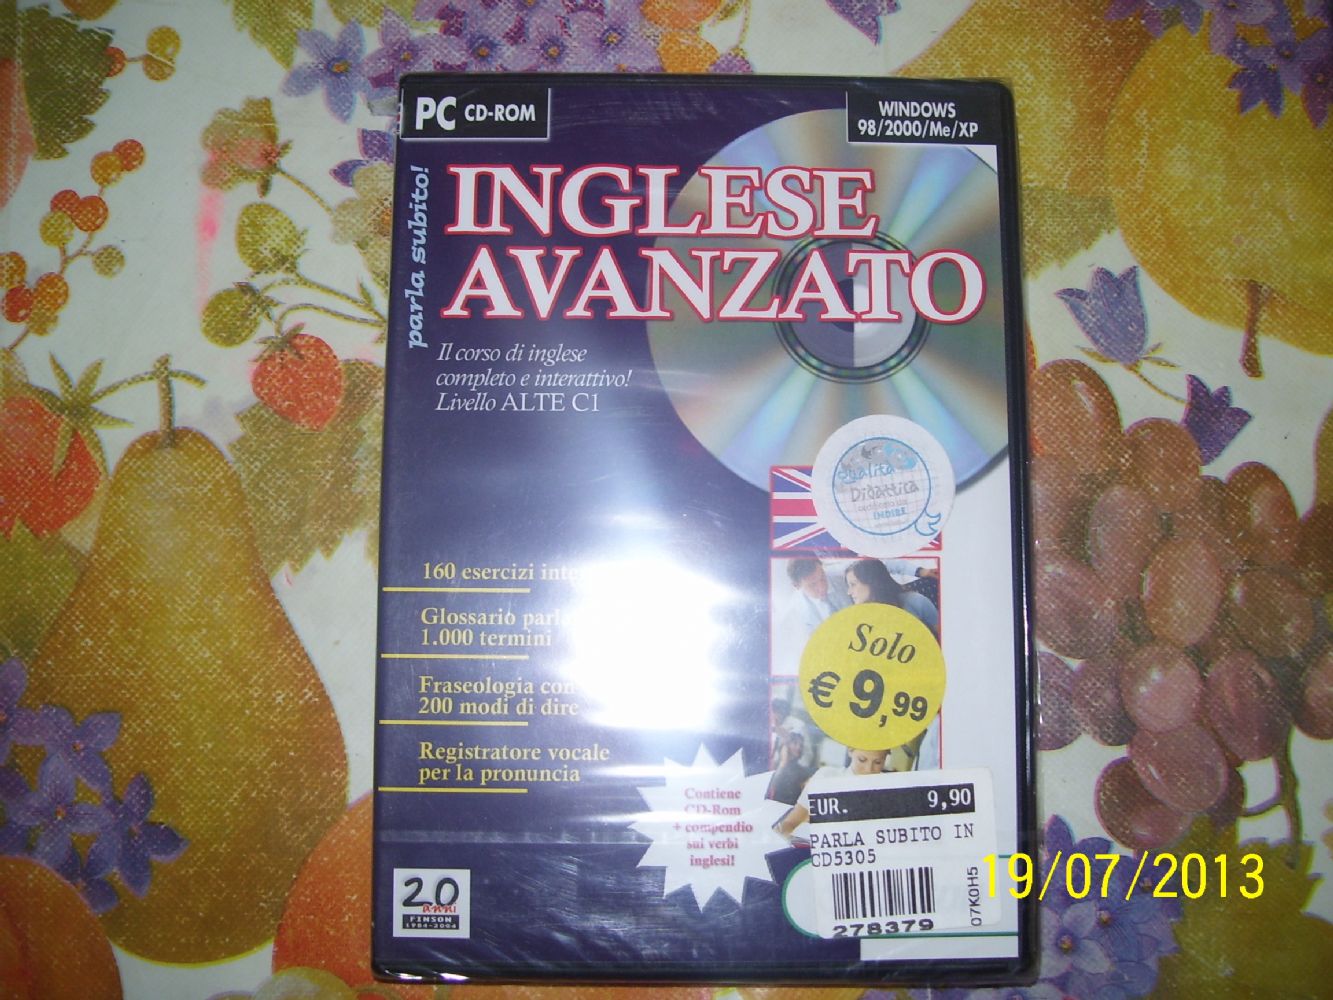 PC CD-ROM
WINDOWS
98/2000/Me/XP
parla subito!
INGLESE
AVANZATO
Il corso di inglese
completo e interattivo!
Livello ALTE C1
Qualità
Didattica
INDIRE
160 esercizi
Glossario
1.000 termini
Fraseologia con
200 modi di dire
Registratore vocale
per la pronuncia
Solo
€ 9,99
Contiene
CD-Rom
+ compendio
sui verbi
inglesi!
EUR. 9,90
PARLA SUBITO IN
CD5305
07K0H5
278379
20
anni
FINSON
1984-2004
19/07/2013